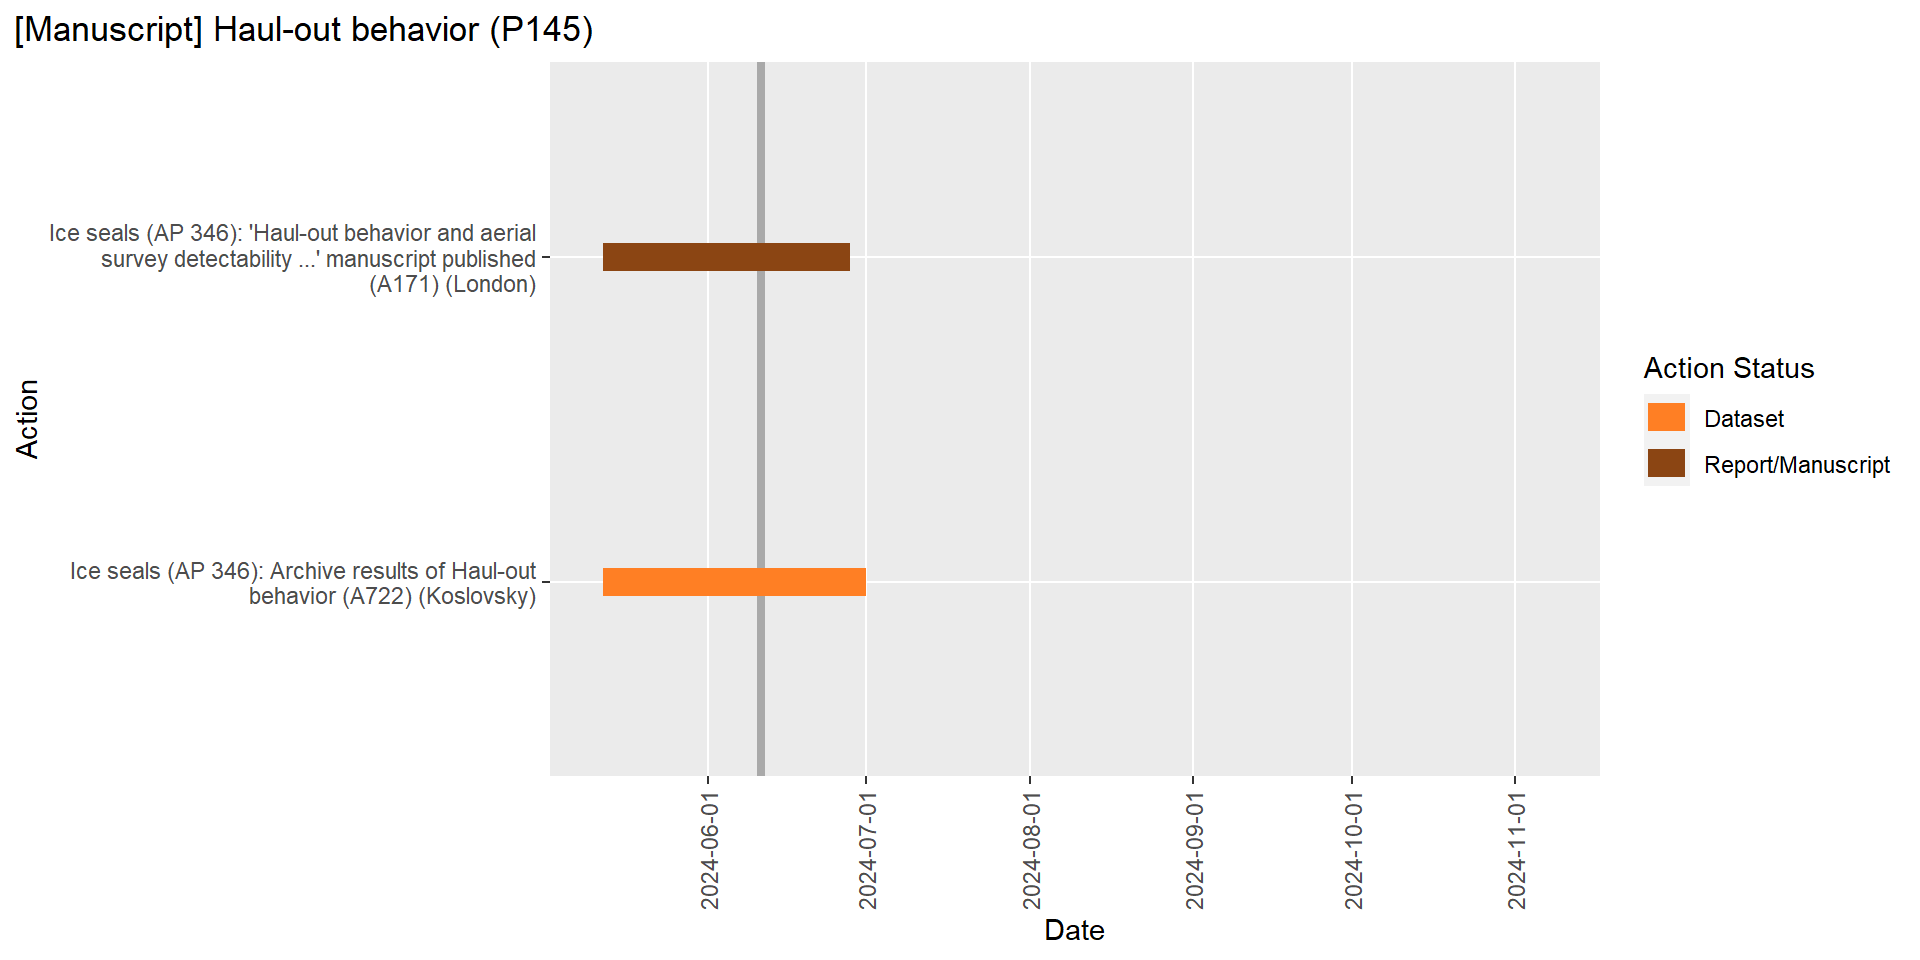 [Manuscript] Haul-out behavior (P145)
Ice seals (AP 346): 'Haul-out behavior and aerial
survey detectability ...' manuscript published
(A171) (London)
Ice seals (AP 346): Archive results of Haul-out
behavior (A722) (Koslovsky)
Action
2024-06-01
2024-07-01
2024-08-01
2024-09-01
2024-10-01
2024-11-01
Date
Action Status
Dataset
Report/Manuscript